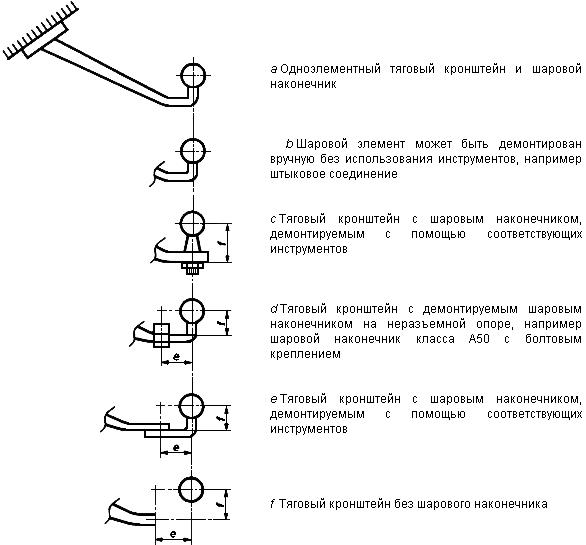 a Одноэлементный тяговый кронштейн и шаровой
наконечник
b Шаровой элемент может быть демонтирован
вручную без использования инструментов, например
штыковое соединение
c Тяговый кронштейн с шаровым наконечником,
демонтируемым с помощью соответствующих
инструментов
f
d Тяговый кронштейн с демонтируемым шаровым
наконечником на неразъемной опоре, например
шаровой наконечник класса А50 с болтовым
креплением
f
e
e Тяговый кронштейн с шаровым наконечником,
демонтируемым с помощью соответствующих
инструментов
f
e
f Тяговый кронштейн без шарового наконечника
f
e